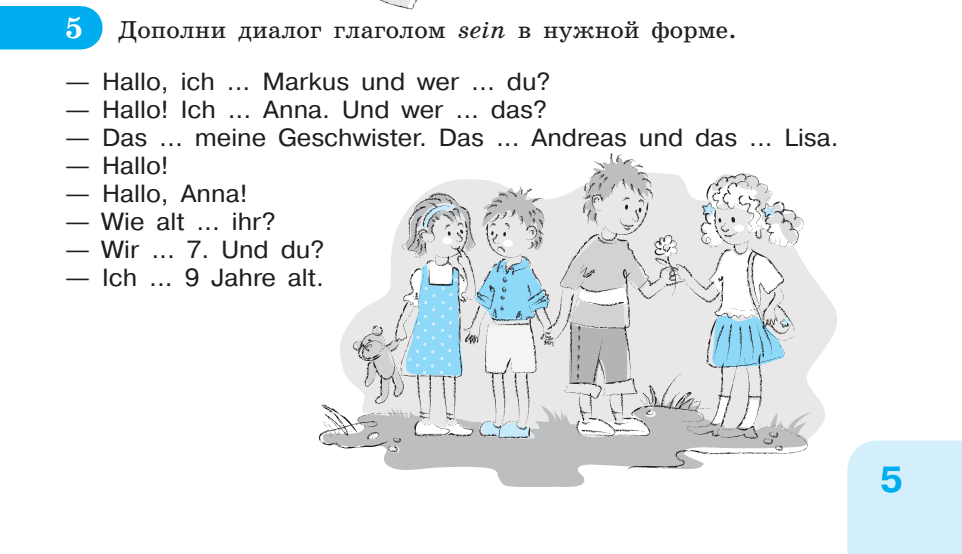 5 Дополни диалог глаголом sein в нужной форме.
— Hallo, ich ... Markus und wer ... du?
— Hallo! Ich ... Anna. Und wer ... das?
— Das ... meine Geschwister. Das ... Andreas und das ... Lisa.
— Hallo!
— Hallo, Anna!
— Wie alt ... ihr?
— Wir ... 7. Und du?
— Ich ... 9 Jahre alt.
5